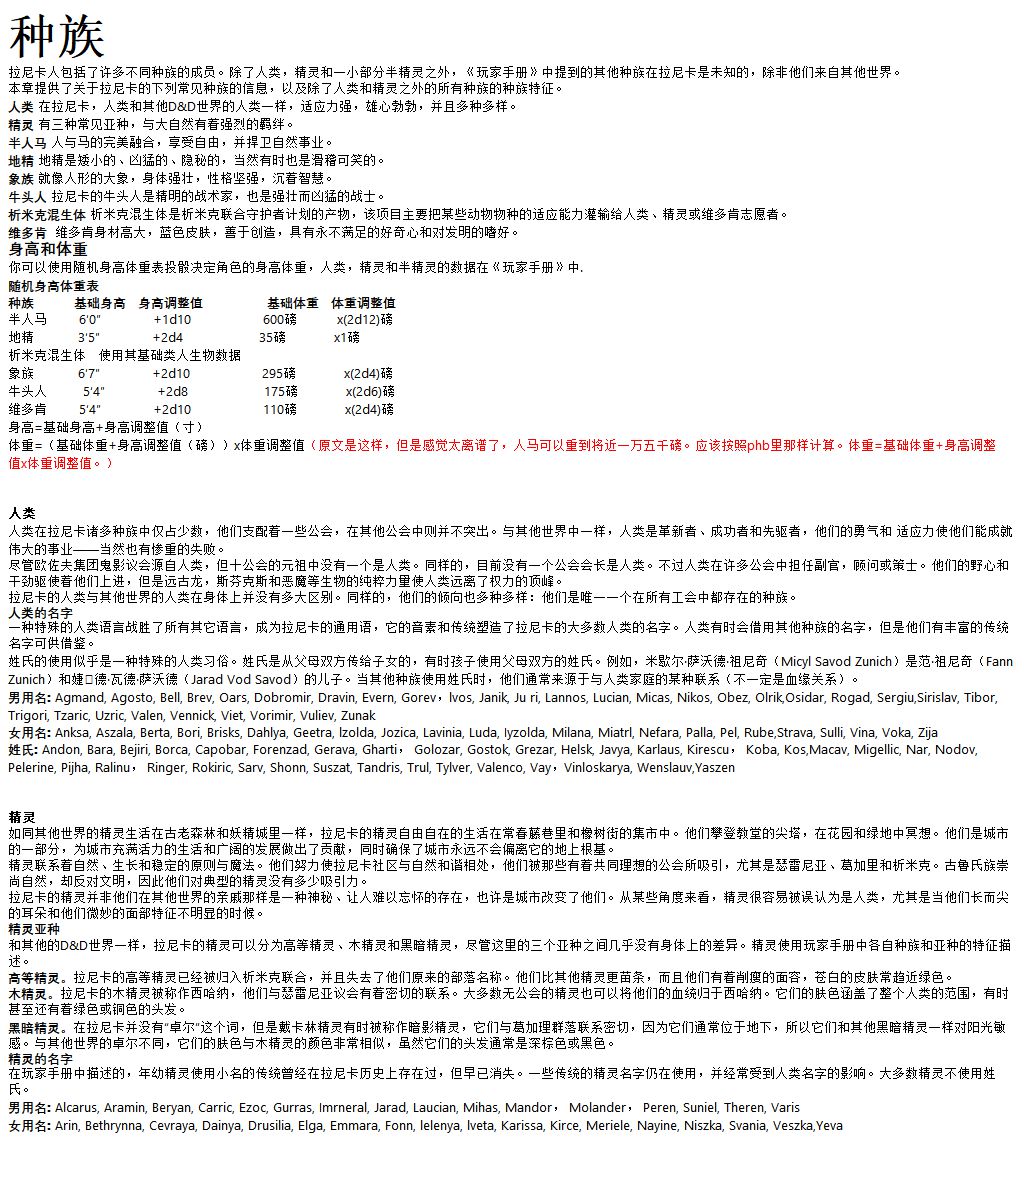 种族
拉尼卡人包括了许多不同种族的成员。除了人类，精灵和一小部分半精灵之外，《玩家手册》中提到的其他种族在拉尼卡是未知的，除非他们来自其他世界。
本章提供了关于拉尼卡的下列常见种族的信息，以及除了人类和精灵之外的所有种族的种族特征。
人类 在拉尼卡，人类和其他D&D世界的人类一样，适应力强，雄心勃勃，并且多种多样。
精灵 有三种常见亚种，与大自然有着强烈的羁绊。
半人马 人与马的完美融合，享受自由，并捍卫自然事业。
地精 地精是矮小的、凶猛的、隐秘的，当然有时也是滑稽可笑的。
象族 就像人形的大象，身体强壮，性格坚强，沉着智慧。
牛头人 拉尼卡的牛头人是精明的战术家，也是强壮而凶猛的战士。
析米克混生体 析米克混生体是析米克联合守护者计划的产物，该项目主要把某些动物物种的适应能力灌输给人类、精灵或维多肯志愿者。
维多肯 维多肯身材高大，蓝色皮肤，善于创造，具有永不满足的好奇心和对发明的嗜好。
身高和体重
你可以使用随机身高体重表投骰决定角色的身高体重，人类，精灵和半精灵的数据在《玩家手册》中.
随机身高体重表
种族 基础身高 身高调整值 基础体重 体重调整值
半人马 6'0" +1d10 600磅 x(2d12)磅
地精 3'5" +2d4 35磅 x1磅
析米克混生体 使用其基础类人生物数据
象族 6'7" +2d10 295磅 x(2d4)磅
牛头人 5'4" +2d8 175磅 x(2d6)磅
维多肯 5'4" +2d10 110磅 x(2d4)磅
身高=基础身高+身高调整值（寸）
体重=（基础体重+身高调整值（磅））x体重调整值（原文是这样，但是感觉太离谱了，人马可以重到将近一万五千磅。应该按照phb里那样计算。体重=基础体重+身高调整
值x体重调整值。）
人类
人类在拉尼卡诸多种族中仅占少数，他们支配着一些公会，在其他公会中则并不突出。与其他世界中一样，人类是革新者、成功者和先驱者，他们的勇气和 适应力使他们能成就
伟大的事业——当然也有惨重的失败。
尽管欧佐夫集团鬼影议会源自人类，但十公会的元祖中没有一个是人类。同样的，目前没有一个公会会长是人类。不过人类在许多公会中担任副官，顾问或策士。他们的野心和
干劲驱使着他们上进，但是远古龙，斯芬克斯和恶魔等生物的纯粹力量使人类远离了权力的顶峰。
拉尼卡的人类与其他世界的人类在身体上并没有多大区别。同样的，他们的倾向也多种多样：他们是唯一一个在所有工会中都存在的种族。
人类的名字
一种特殊的人类语言战胜了所有其它语言，成为拉尼卡的通用语，它的音素和传统塑造了拉尼卡的大多数人类的名字。人类有时会借用其他种族的名字，但是他们有丰富的传统
名字可供借鉴。
姓氏的使用似乎是一种特殊的人类习俗。姓氏是从父母双方传给子女的，有时孩子使用父母双方的姓氏。例如，米歇尔·萨沃德·祖尼奇（Micyl Savod Zunich）是范·祖尼奇（Fann
Zunich）和婕▯德·瓦德·萨沃德（Jarad Vod Savod）的儿子。当其他种族使用姓氏时，他们通常来源于与人类家庭的某种联系（不一定是血缘关系）。
男用名: Agmand, Agosto, Bell, Brev, Oars, Dobromir, Dravin, Evern, Gorev，lvos, Janik, Ju ri, Lannos, Lucian, Micas, Nikos, Obez, Olrik,Osidar, Rogad, Sergiu,Sirislav, Tibor,
Trigori, Tzaric, Uzric, Valen, Vennick, Viet, Vorimir, Vuliev, Zunak
女用名: Anksa, Aszala, Berta, Bori, Brisks, Dahlya, Geetra, lzolda, Jozica, Lavinia, Luda, Iyzolda, Milana, Miatrl, Nefara, Palla, Pel, Rube,Strava, Sulli, Vina, Voka, Zija
姓氏: Andon, Bara, Bejiri, Borca, Capobar, Forenzad, Gerava, Gharti， Golozar, Gostok, Grezar, Helsk, Javya, Karlaus, Kirescu， Koba, Kos,Macav, Migellic, Nar, Nodov,
Pelerine, Pijha, Ralinu， Ringer, Rokiric, Sarv, Shonn, Suszat, Tandris, Trul, Tylver, Valenco, Vay，Vinloskarya, Wenslauv,Yaszen
精灵
如同其他世界的精灵生活在古老森林和妖精城里一样，拉尼卡的精灵自由自在的生活在常春藤巷里和橡树街的集市中。他们攀登教堂的尖塔，在花园和绿地中冥想。他们是城市
的一部分，为城市充满活力的生活和广阔的发展做出了贡献，同时确保了城市永远不会偏离它的地上根基。
精灵联系着自然、生长和稳定的原则与魔法。他们努力使拉尼卡社区与自然和谐相处，他们被那些有着共同理想的公会所吸引，尤其是瑟雷尼亚、葛加里和析米克。古鲁氏族崇
尚自然，却反对文明，因此他们对典型的精灵没有多少吸引力。
拉尼卡的精灵并非他们在其他世界的亲戚那样是一种神秘、让人难以忘怀的存在，也许是城市改变了他们。从某些角度来看，精灵很容易被误认为是人类，尤其是当他们长而尖
的耳朵和他们微妙的面部特征不明显的时候。
精灵亚种
和其他的D&D世界一样，拉尼卡的精灵可以分为高等精灵、木精灵和黑暗精灵，尽管这里的三个亚种之间几乎没有身体上的差异。精灵使用玩家手册中各自种族和亚种的特征描
述。
高等精灵。拉尼卡的高等精灵已经被归入析米克联合，并且失去了他们原来的部落名称。他们比其他精灵更苗条，而且他们有着削瘦的面容，苍白的皮肤常趋近绿色。
木精灵。拉尼卡的木精灵被称作西哈纳，他们与瑟雷尼亚议会有着密切的联系。大多数无公会的精灵也可以将他们的血统归于西哈纳。它们的肤色涵盖了整个人类的范围，有时
甚至还有着绿色或铜色的头发。
黑暗精灵。在拉尼卡并没有“卓尔”这个词，但是戴卡林精灵有时被称作暗影精灵，它们与葛加理群落联系密切，因为它们通常位于地下，所以它们和其他黑暗精灵一样对阳光敏
感。与其他世界的卓尔不同，它们的肤色与木精灵的颜色非常相似，虽然它们的头发通常是深棕色或黑色。
精灵的名字
在玩家手册中描述的，年幼精灵使用小名的传统曾经在拉尼卡历史上存在过，但早已消失。一些传统的精灵名字仍在使用，并经常受到人类名字的影响。大多数精灵不使用姓
氏。
男用名: Alcarus, Aramin, Beryan, Carric, Ezoc, Gurras, Imrneral, Jarad, Laucian, Mihas, Mandor， Molander， Peren, Suniel, Theren, Varis
女用名: Arin, Bethrynna, Cevraya, Dainya, Drusilia, Elga, Emmara, Fonn, lelenya, lveta, Karissa, Kirce, Meriele, Nayine, Niszka, Svania, Veszka,Yeva